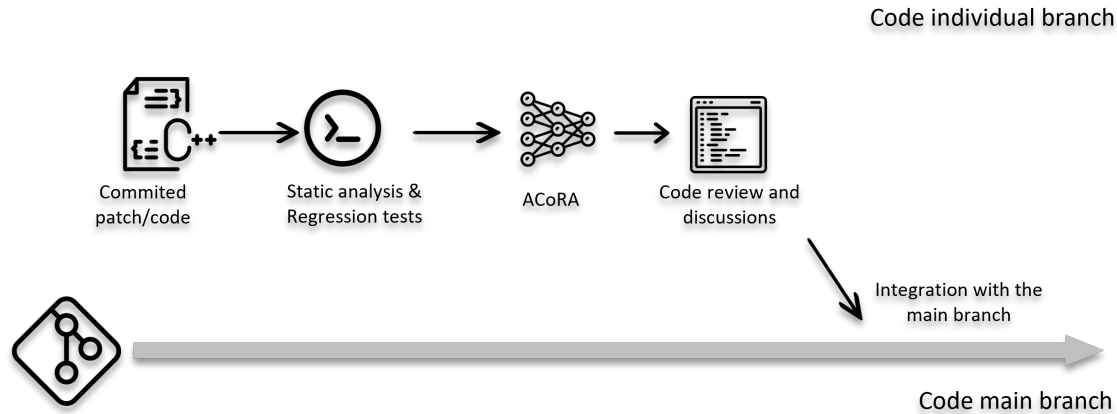 Code individual branch
C++
Commited
patch/code
Static analysis &
Regression tests
ACoRA
Code review and
discussions
Integration with the
main branch
Code main branch